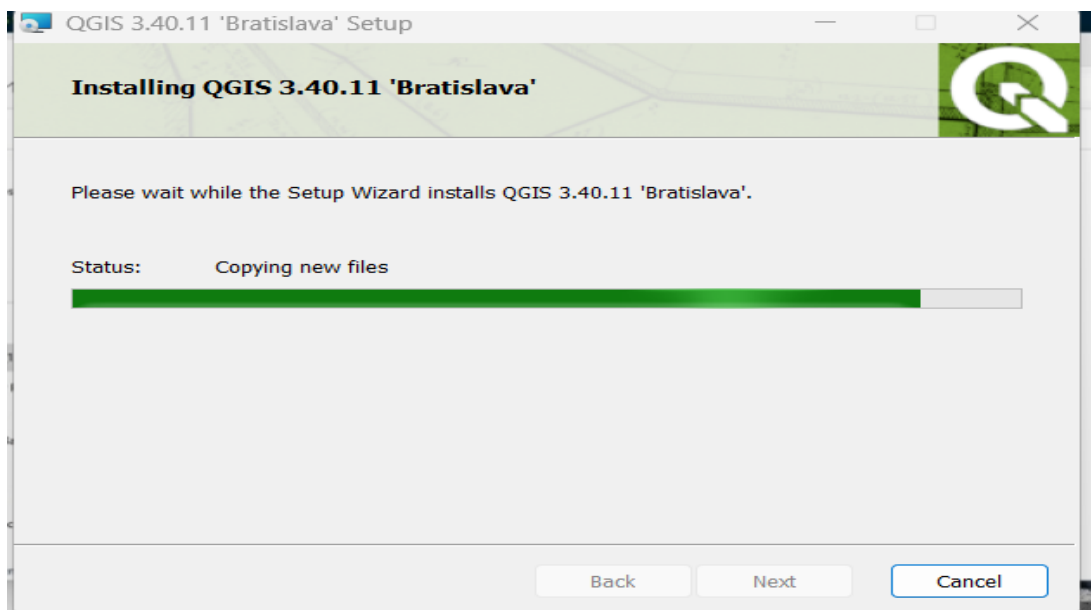 QGIS 3.40.11 'Bratislava' Setup
Installing QGIS 3.40.11 'Bratislava'
Please wait while the Setup Wizard installs QGIS 3.40.11 'Bratislava'.
Status: Copying new files
Back Next Cancel